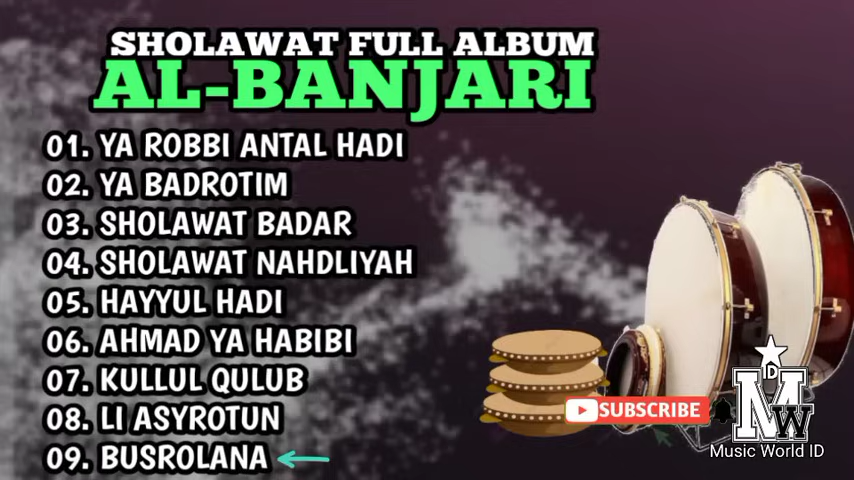 SHOLAWAT FULL ALBUM
AL-BANJARI
01. YA ROBBI ANTAL HADI
02. YA BADROTIM
03. SHOLAWAT BADAR
04. SHOLAWAT NAHDLIYAH
05. HAYYUL HADI
06. AHMAD YA HABIBI
07. KULLUL QULUB
08. LI ASYROTUN
09. BUSROLANA
SUBSCRIBE
ID
MW
Music World ID